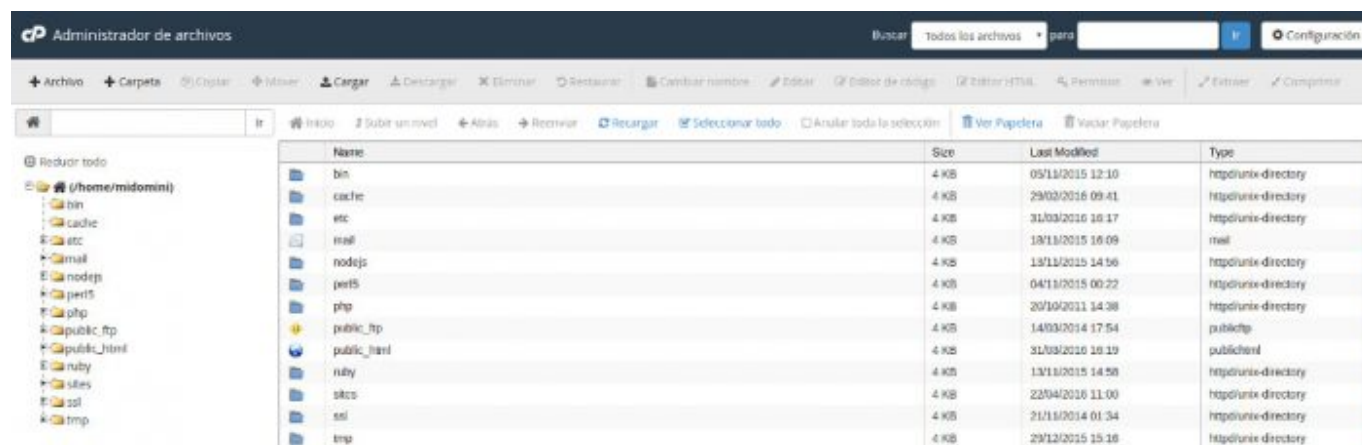 cP Administrador de archivos
Buscar Todos los archivos para Ir Configuración
Archivo Carpeta Copiar Mover Cargar Descargar Eliminar Restaurar Cambiar nombre Editar Editor de código Editor HTML Permisos Ver Extraer Comprimir
Ir Inicio Subir un nivel Atrás Reenviar Recargar Seleccionar todo Anular toda la selección Ver Papelera Vaciar Papelera
Reducir todo
(/home/midomini)
bin
cache
etc
mail
nodejs
perl5
php
public_ftp
public_html
ruby
sites
ssl
tmp
Name Size Last Modified Type
bin 4 KB 05/11/2015 12:10 httpd/unix-directory
cache 4 KB 29/02/2016 09:41 httpd/unix-directory
etc 4 KB 31/03/2016 16:17 httpd/unix-directory
mail 4 KB 18/11/2015 16:09 mail
nodejs 4 KB 13/11/2015 14:56 httpd/unix-directory
perl5 4 KB 04/11/2015 00:22 httpd/unix-directory
php 4 KB 20/10/2011 14:38 httpd/unix-directory
public_ftp 4 KB 14/03/2014 17:54 publicftp
public_html 4 KB 31/03/2016 16:19 publichtml
ruby 4 KB 13/11/2015 14:58 httpd/unix-directory
sites 4 KB 22/04/2016 11:00 httpd/unix-directory
ssl 4 KB 21/11/2014 01:34 httpd/unix-directory
tmp 4 KB 29/12/2015 15:16 httpd/unix-directory